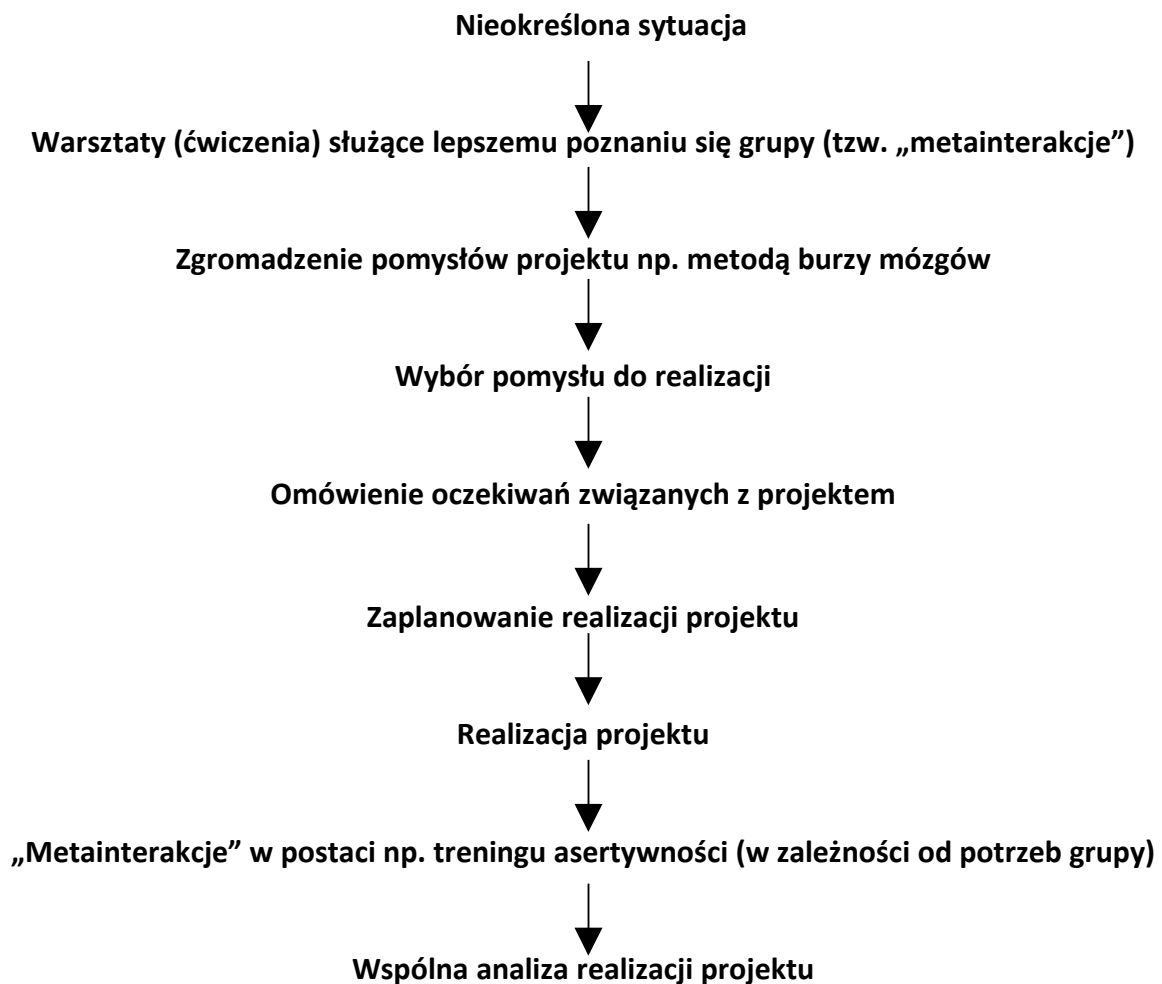 Nieokreślona sytuacja
Warsztaty (ćwiczenia) służące lepszemu poznaniu się grupy (tzw. „metainterakcje”)
Zgromadzenie pomysłów projektu np. metodą burzy mózgów
Wybór pomysłu do realizacji
Omówienie oczekiwań związanych z projektem
Zaplanowanie realizacji projektu
Realizacja projektu
„Metainterakcje” w postaci np. treningu asertywności (w zależności od potrzeb grupy)
Wspólna analiza realizacji projektu